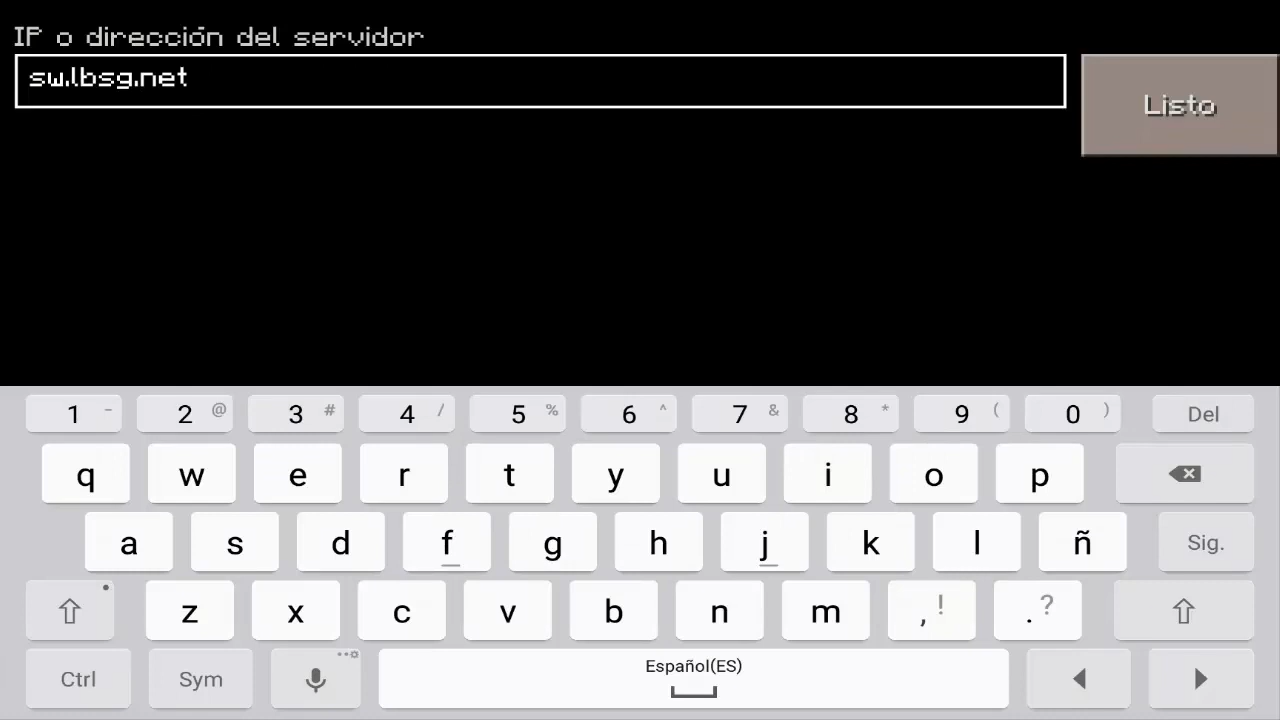 IP o dirección del servidor
sw.lbsg.net
Listo
1 - 2 @ 3 # 4 / 5 % 6 ^ 7 & 8 * 9 ( 0 ) Del
q w e r t y u i o p
a s d f g h j k l ñ Sig.
z x c v b n m , ! . ?
Ctrl Sym Español(ES)